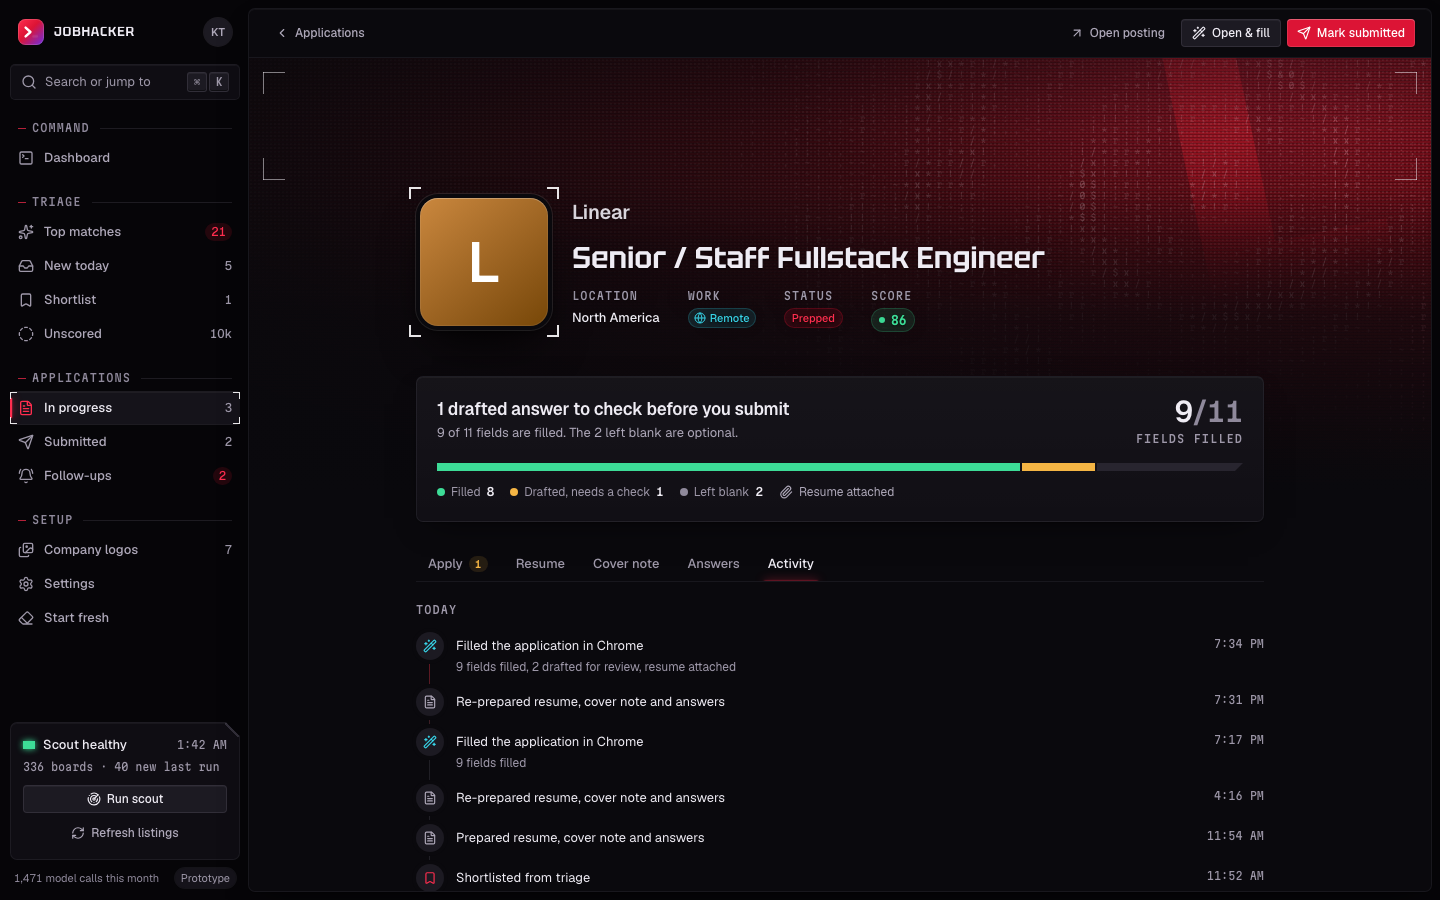 JOBHACKER
KT
Search or jump to
⌘ K
COMMAND
Dashboard
TRIAGE
Top matches 21
New today 5
Shortlist 1
Unscored 10k
APPLICATIONS
In progress 3
Submitted 2
Follow-ups 2
SETUP
Company logos 7
Settings
Start fresh
Scout healthy 1:42 AM
336 boards · 40 new last run
Run scout
Refresh listings
1,471 model calls this month Prototype
Applications
Open posting
Open & fill
Mark submitted
L
Linear
Senior / Staff Fullstack Engineer
LOCATION WORK STATUS SCORE
North America Remote Prepped 86
1 drafted answer to check before you submit
9 of 11 fields are filled. The 2 left blank are optional.
9/11
FIELDS FILLED
Filled 8 Drafted, needs a check 1 Left blank 2 Resume attached
Apply 1 Resume Cover note Answers Activity
TODAY
Filled the application in Chrome 7:34 PM
9 fields filled, 2 drafted for review, resume attached
Re-prepared resume, cover note and answers 7:31 PM
Filled the application in Chrome 7:17 PM
9 fields filled
Re-prepared resume, cover note and answers 4:16 PM
Prepared resume, cover note and answers 11:54 AM
Shortlisted from triage 11:52 AM